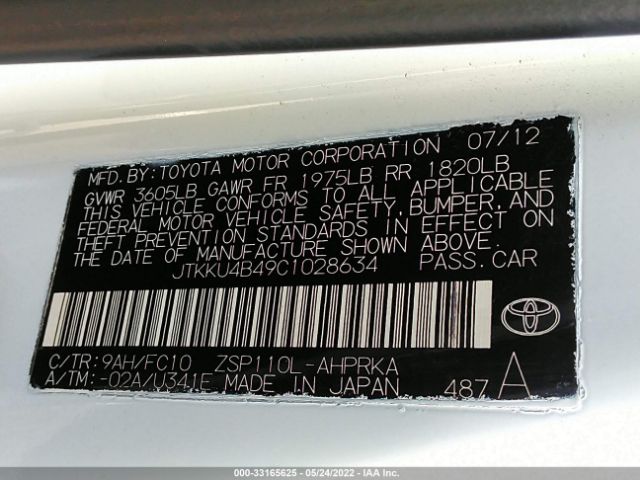 MFD. BY: TOYOTA MOTOR CORPORATION 07/12
GVWR 3605LB GAWR FR 1975LB RR 1820LB
THIS VEHICLE CONFORMS TO ALL APPLICABLE
FEDERAL MOTOR VEHICLE SAFETY, BUMPER, AND
THEFT PREVENTION STANDARDS IN EFFECT ON
THE DATE OF MANUFACTURE SHOWN ABOVE.
JTKKU4B49C1028634 PASS.CAR
C/TR: 9AH/FC10 ZSP110L-AHPRKA
A/TM: -02A/U341E MADE IN JAPAN 487 A
000-33165625 - 05/24/2022 - IAA Inc.